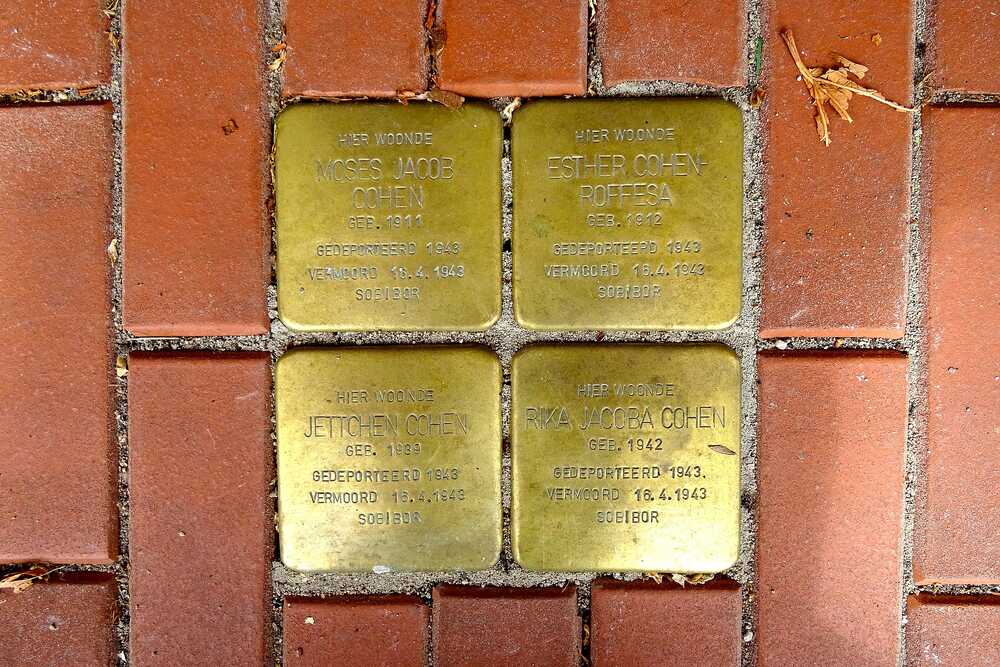 HIER WOONDE
MOSES JACOB
COHEN
GEB. 1911
GEDEPORTEERD 1943
VERMOORD 16.4.1943
SOBIBOR
HIER WOONDE
ESTHER COHEN-
ROFFESA
GEB. 1912
GEDEPORTEERD 1943
VERMOORD 16.4.1943
SOBIBOR
HIER WOONDE
JETTCHEN COHEN
GEB. 1939
GEDEPORTEERD 1943
VERMOORD 16.4.1943
SOBIBOR
HIER WOONDE
RIKA JACOBA COHEN
GEB. 1942
GEDEPORTEERD 1943.
VERMOORD 16.4.1943
SOBIBOR